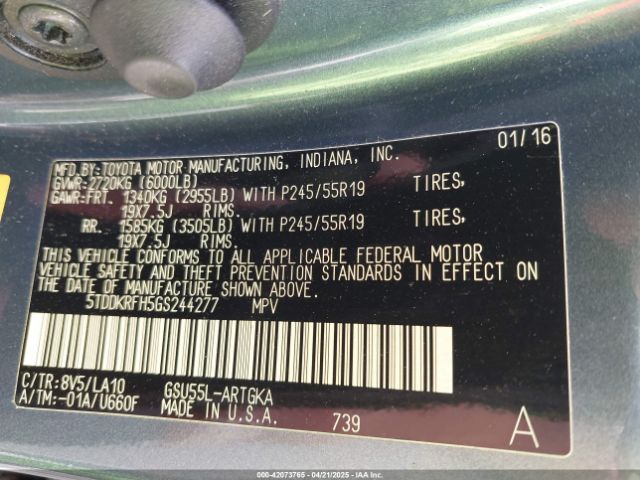 MFD.BY:TOYOTA MOTOR MANUFACTURING, INDIANA, INC. 01/16
GVWR:2720KG (6000LB)
GAWR:FRT. 1340KG (2955LB) WITH P245/55R19 TIRES,
19X7.5J RIMS.
RR. 1585KG (3505LB) WITH P245/55R19 TIRES,
19X7.5J RIMS.
THIS VEHICLE CONFORMS TO ALL APPLICABLE FEDERAL MOTOR
VEHICLE SAFETY AND THEFT PREVENTION STANDARDS IN EFFECT ON
THE DATE OF MANUFACTURE SHOWN ABOVE.
5TDDKRFH5GS244277 MPV
C/TR: 8V5/LA10 GSU55L-ARTGKA
A/TM:-01A/U660F MADE IN U.S.A. 739 A
000-42073765 - 04/21/2025 - IAA Inc.